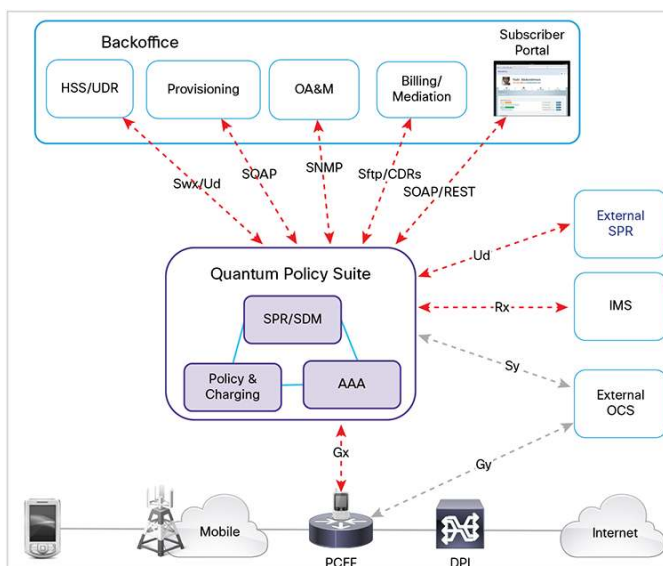 Backoffice
Subscriber
Portal
HSS/UDR
Provisioning
OA&M
Billing/
Mediation
Swx/Ud
SOAP
SNMP
Sftp/CDRs
SOAP/REST
External
SPR
Ud
Quantum Policy Suite
Rx
IMS
SPR/SDM
Sy
Policy &
Charging
AAA
External
OCS
Gx
Gy
Mobile
Internet
PCEF
DPI